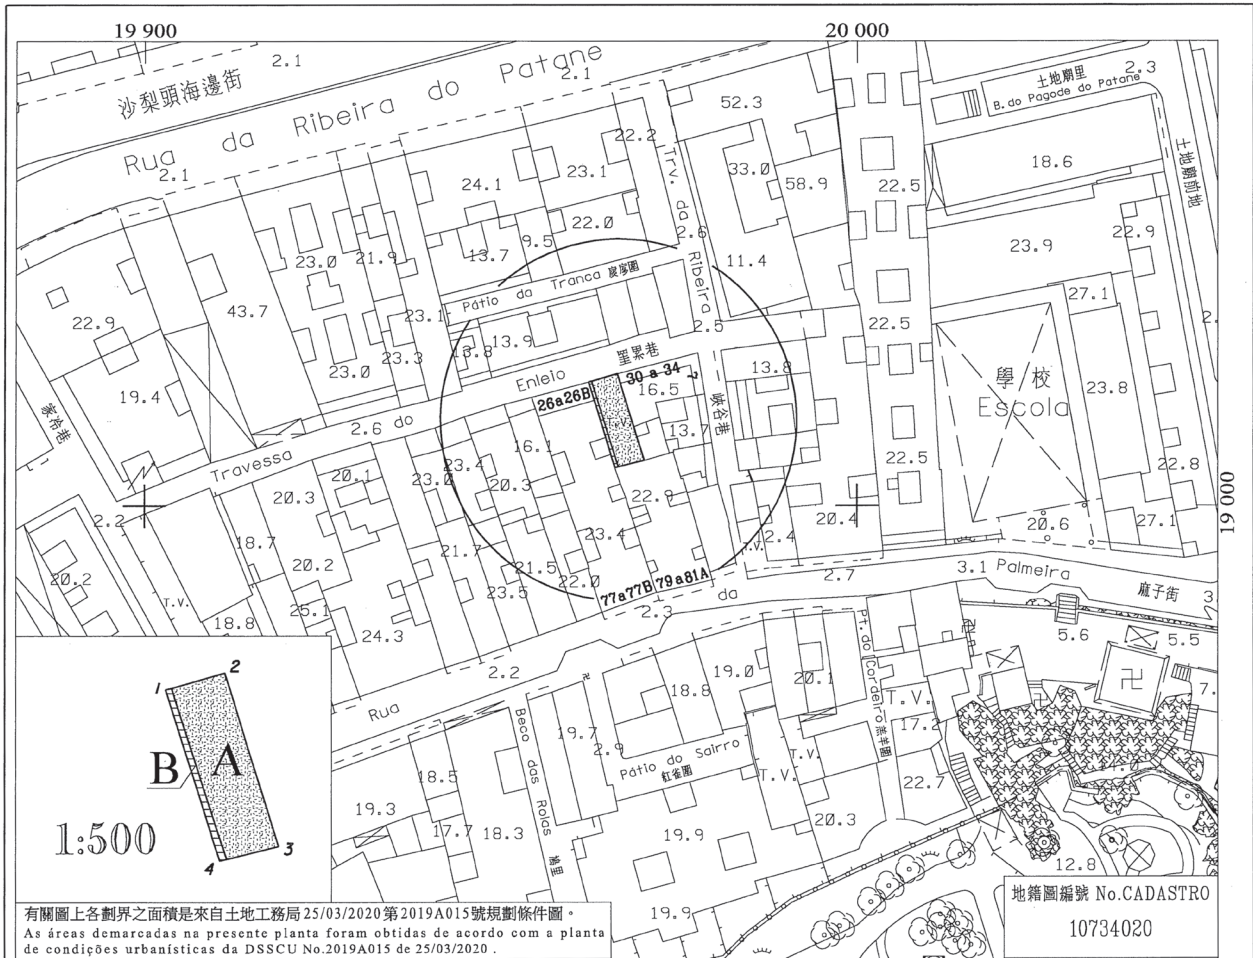 19 900
20 000
2.1
沙梨頭海邊街
Rua da Ribeira do Patane
2.1
2.1
52.3
土地廟里
B. do Pagode do Patane
2.3
22.2
Trv. da Ribeira
24.1
23.1
33.0
58.9
22.5
18.6
土地廟前地
22.0
9.5
2.6
13.7
23.0
21.9
11.4
23.9
22.9
43.7
Pátio da Tranca
27.1
2.
22.9
23.1
2.5
22.5
13.9
13.8
23.3
23.0
13.8
學校
Escola
23.8
19.4
Enleio
30 a 34
26a26B
16.5
家冷巷
峽谷巷
2.6
do
13.7
Travessa
16.1
23.4
20.1
23.0
20.3
22.5
22.8
20.3
22.9
19 000
2.2
20.4
20.6
27.1
18.7
23.4
2.4
T.V.
21.7
20.2
21.5
22.0
20.2
23.5
77a77B
79a81A
2.7
3.1
Palmeira
麻子街
3
T.V.
25.1
18.8
24.3
2.3
da
5.6
5.5
2.2
Rua
Pt. do Cordeiro
羔羊圍
19.0
20.1
18.8
T.V.
17.2
7.
Beco das Rolas
鳩里
19.7
2.9
Pátio do Sairro
紅雀圍
T.V.
T.V.
22.7
18.5
19.3
17.7
18.3
19.9
20.3
12.8
19.9
1
2
B
A
3
4
1:500
地籍圖編號 No.CADASTRO
10734020
有關圖上各劃界之面積是來自土地工務局25/03/2020第2019A015號規劃條件圖。
As áreas demarcadas na presente planta foram obtidas de acordo com a planta
de condições urbanísticas da DSSCU No.2019A015 de 25/03/2020 .